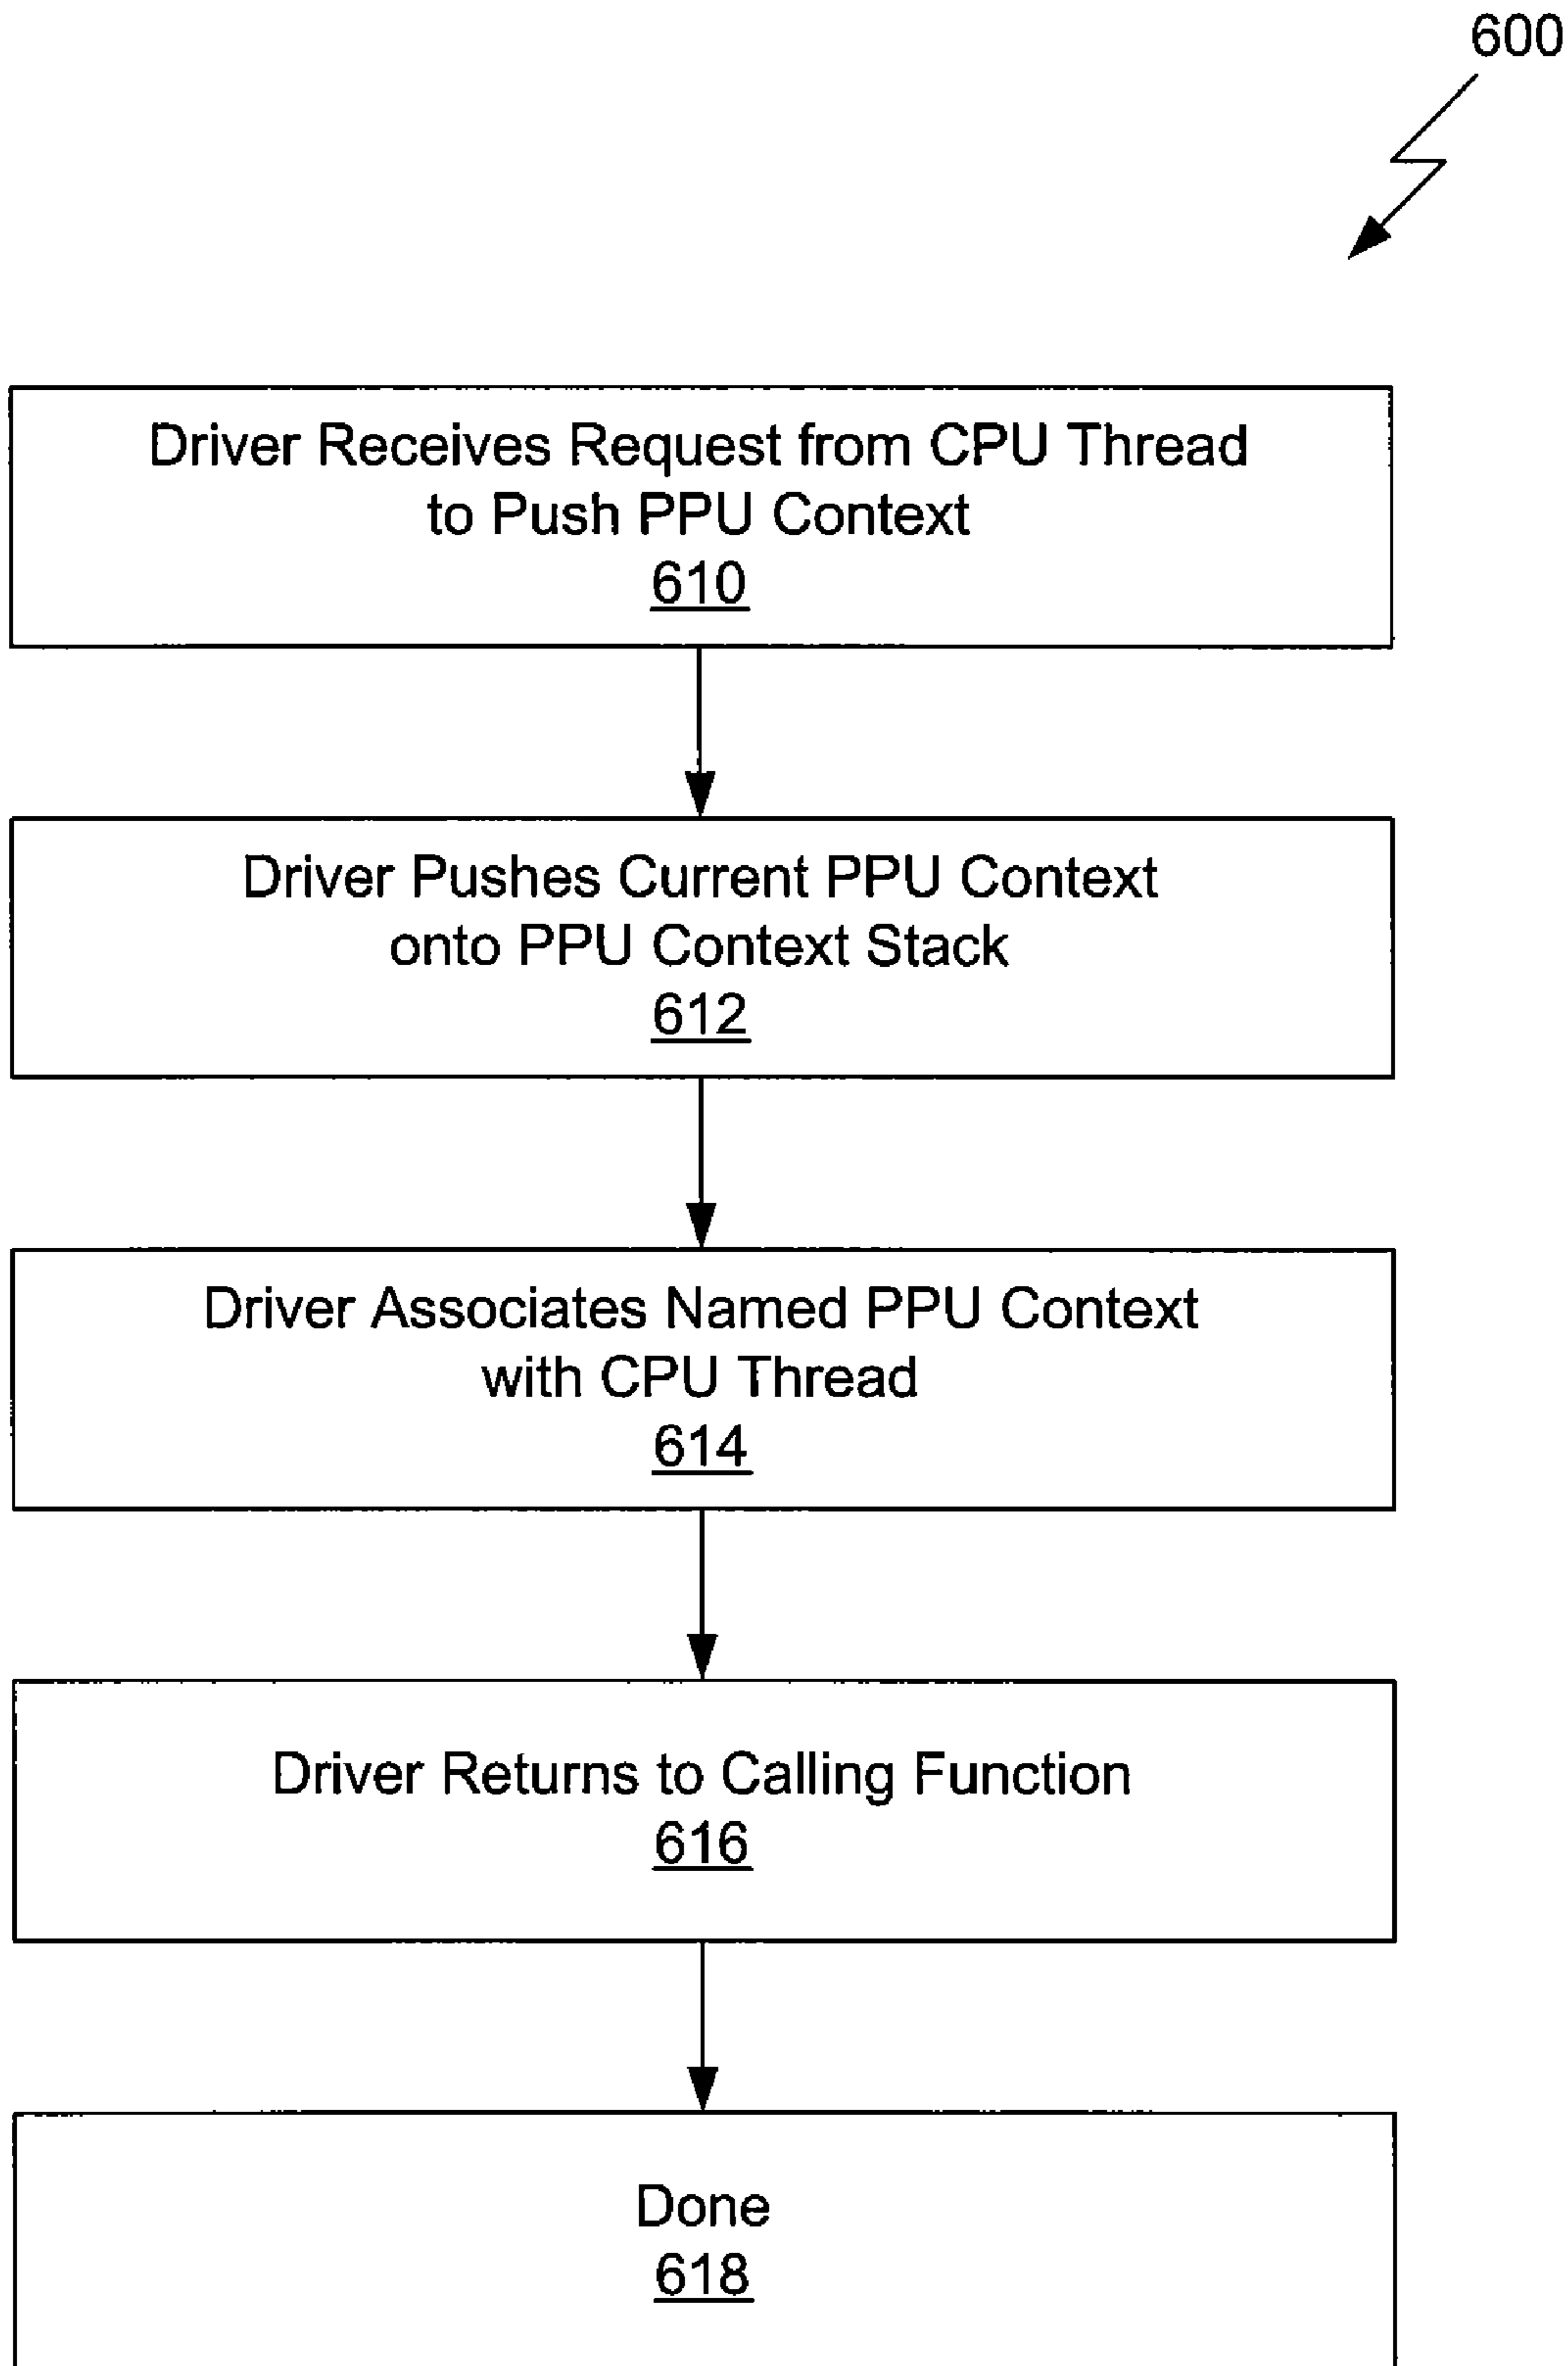 600
Driver Receives Request from CPU Thread
to Push PPU Context
610
Driver Pushes Current PPU Context
onto PPU Context Stack
612
Driver Associates Named PPU Context
with CPU Thread
614
Driver Returns to Calling Function
616
Done
618